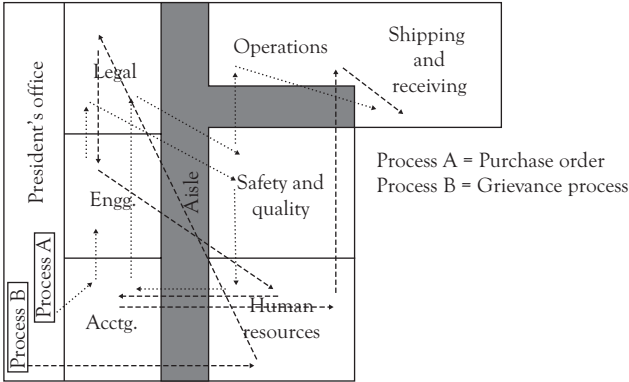 President's office
Legal
Operations
Shipping
and
receiving
Process A = Purchase order
Process B = Grievance process
Engg.
Aisle
Safety and
quality
Process A
Process B
Acctg.
Human
resources